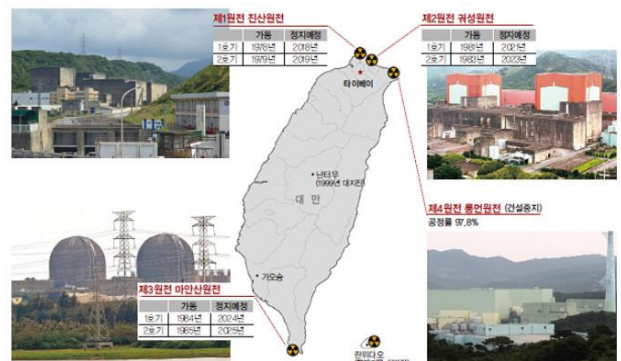 제1원전 진산원전
가동 정지예정
1호기 1978년 2018년
2호기 1979년 2019년
제2원전 궈성원전
가동 정지예정
1호기 1981년 2021년
2호기 1983년 2023년
타이베이
난터우
(1999년 대지진)
대만
제4원전 룽먼원전 (건설중지)
공정률 97.8%
가오슝
제3원전 마안산원전
가동 정지예정
1호기 1984년 2024년
2호기 1985년 2025년
란위다오